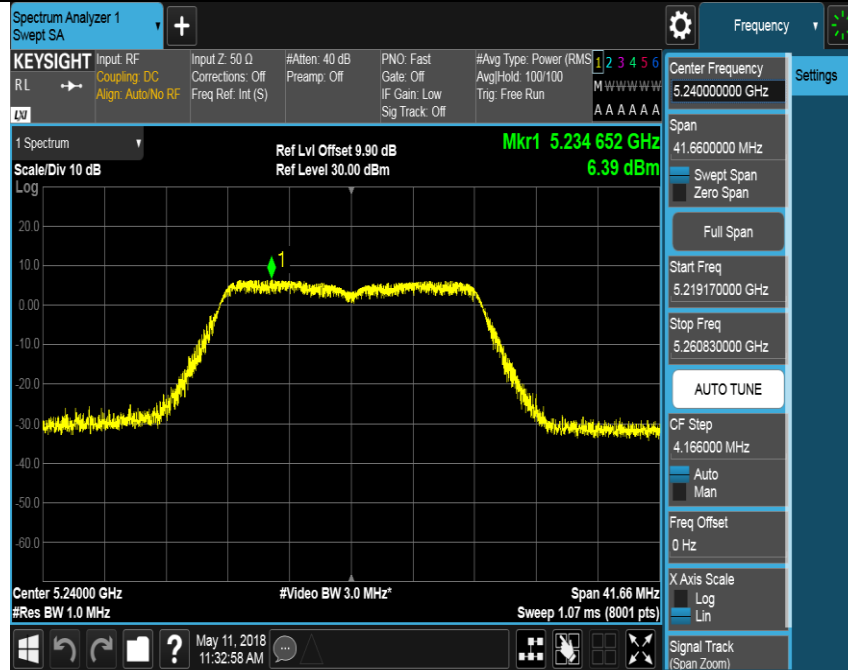 Spectrum Analyzer 1
Swept SA
+
Frequency
KEYSIGHT
RL
LXI
Input: RF
Coupling: DC
Align: Auto/No RF
Input Z: 50 Ω
Corrections: Off
Freq Ref: Int (S)
#Atten: 40 dB
Preamp: Off
PNO: Fast
Gate: Off
IF Gain: Low
Sig Track: Off
#Avg Type: Power (RMS
Avg|Hold: 100/100
Trig: Free Run
1 2 3 4 5 6
M W W W W W
A A A A A A
1 Spectrum
Scale/Div 10 dB
Log
Ref Lvl Offset 9.90 dB
Ref Level 30.00 dBm
Mkr1 5.234 652 GHz
6.39 dBm
20.0
10.0
0.00
-10.0
-20.0
-30.0
-40.0
-50.0
-60.0
1
Center 5.24000 GHz
#Res BW 1.0 MHz
#Video BW 3.0 MHz*
Span 41.66 MHz
Sweep 1.07 ms (8001 pts)
Center Frequency
5.240000000 GHz
Settings
Span
41.6600000 MHz
Swept Span
Zero Span
Full Span
Start Freq
5.219170000 GHz
Stop Freq
5.260830000 GHz
AUTO TUNE
CF Step
4.166000 MHz
Auto
Man
Freq Offset
0 Hz
X Axis Scale
Log
Lin
Signal Track
(Span Zoom)
?
May 11, 2018
11:32:58 AM